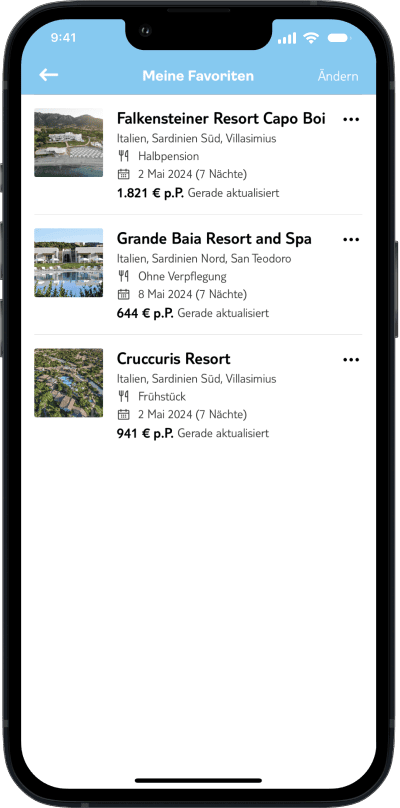 9:41
Meine Favoriten
Ändern
Falkensteiner Resort Capo Boi
Italien, Sardinien Süd, Villasimius
Halbpension
2 Mai 2024 (7 Nächte)
1.821 € p.P. Gerade aktualisiert
Grande Baia Resort and Spa
Italien, Sardinien Nord, San Teodoro
Ohne Verpflegung
8 Mai 2024 (7 Nächte)
644 € p.P. Gerade aktualisiert
Cruccuris Resort
Italien, Sardinien Süd, Villasimius
Frühstück
2 Mai 2024 (7 Nächte)
941 € p.P. Gerade aktualisiert